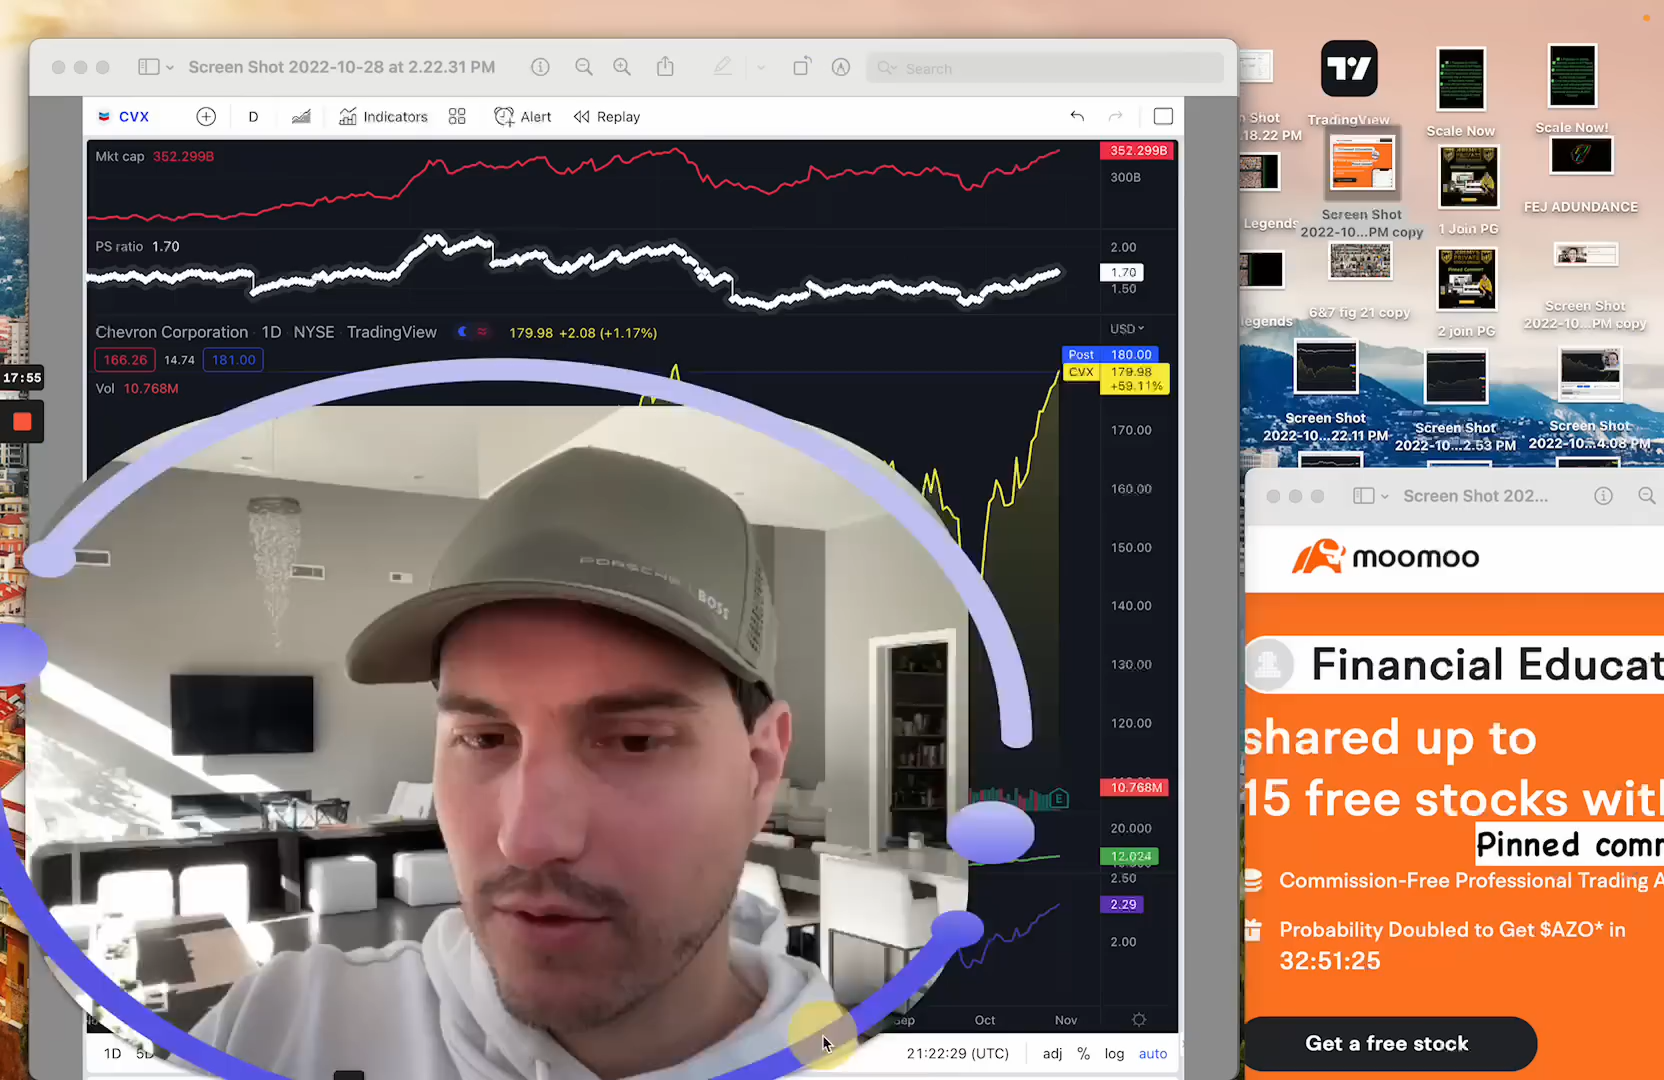 Screen Shot 2022-10-28 at 2.22.31 PM
Search
CVX
D
Indicators
Alert
Replay
Mkt cap 352.299B
352.299B
300B
PS ratio 1.70
2.00
1.70
1.50
Chevron Corporation 1D NYSE TradingView
179.98 +2.08 (+1.17%)
USD
166.26 14.74 181.00
Post 180.00
CVX 179.98
+59.11%
Vol 10.768M
17:55
170.00
160.00
150.00
140.00
130.00
120.00
10.768M
20.000
12.024
2.50
2.29
2.00
PORSCHE
BOSS
E
Oct
Nov
1D
21:22:29 (UTC)
adj
%
log
auto
Shot
.18.22 PM
TradingView
Scale Now
Scale Now!
Legends
Screen Shot
2022-10...PM copy
1 Join PG
FEJ ADUNDANCE
egends
6&7 fig 21 copy
2 join PG
Screen Shot
2022-10...PM copy
Screen Shot
2022-10...22.11 PM
Screen Shot
2022-10...2.53 PM
Screen Shot
2022-10...4.08 PM
Screen Shot 202...
moomoo
Financial Educat
shared up to
15 free stocks wit
Pinned comm
Commission-Free Professional Trading A
Probability Doubled to Get $AZO* in
32:51:25
Get a free stock